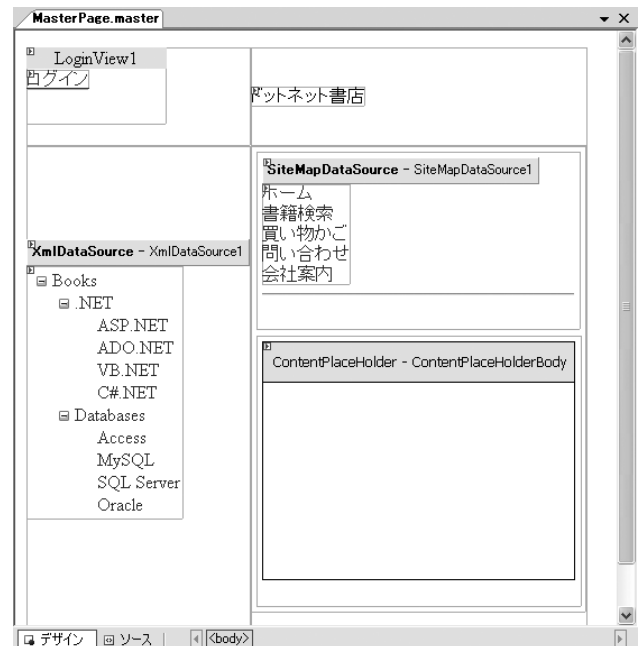 MasterPage.master
LoginView1
ログイン
ドットネット書店
SiteMapDataSource - SiteMapDataSource1
ホーム
書籍検索
買い物かご
問い合わせ
会社案内
XmlDataSource - XmlDataSource1
Books
.NET
ASP.NET
ADO.NET
VB.NET
C#.NET
Databases
Access
MySQL
SQL Server
Oracle
ContentPlaceHolder - ContentPlaceHolderBody
デザイン ソース <body>